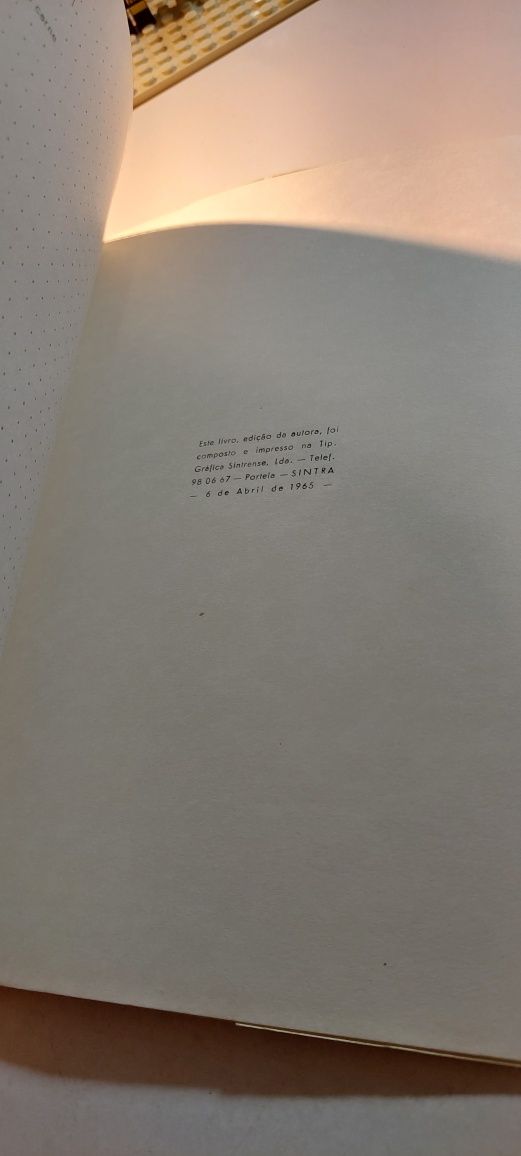 carne
Este livro, edição da autora, foi
composto e impresso na Tip.
Gráfica Sintrense, Lda. — Telef.
98 06 67 — Portela — SINTRA
— 6 de Abril de 1965 —